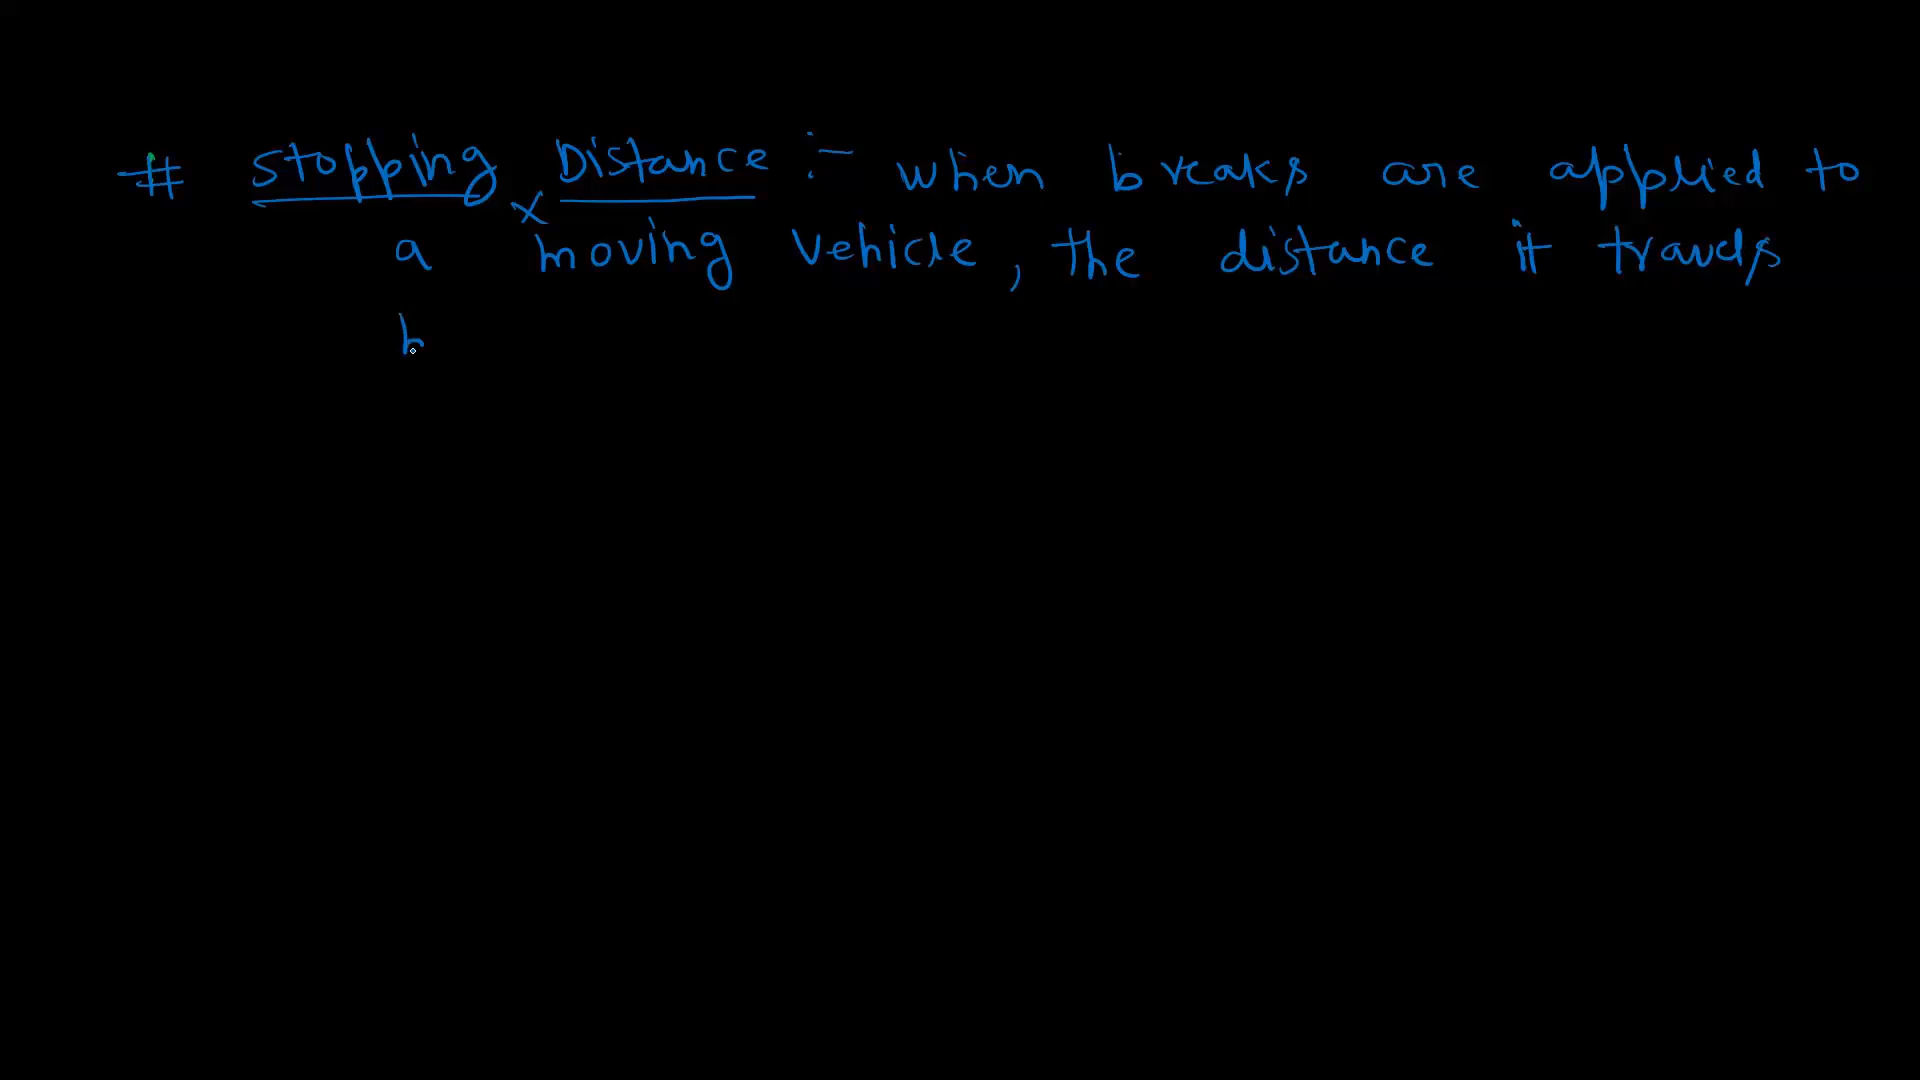 # Stopping Distance :- when breaks are applied to
a moving vehicle, the distance it travels